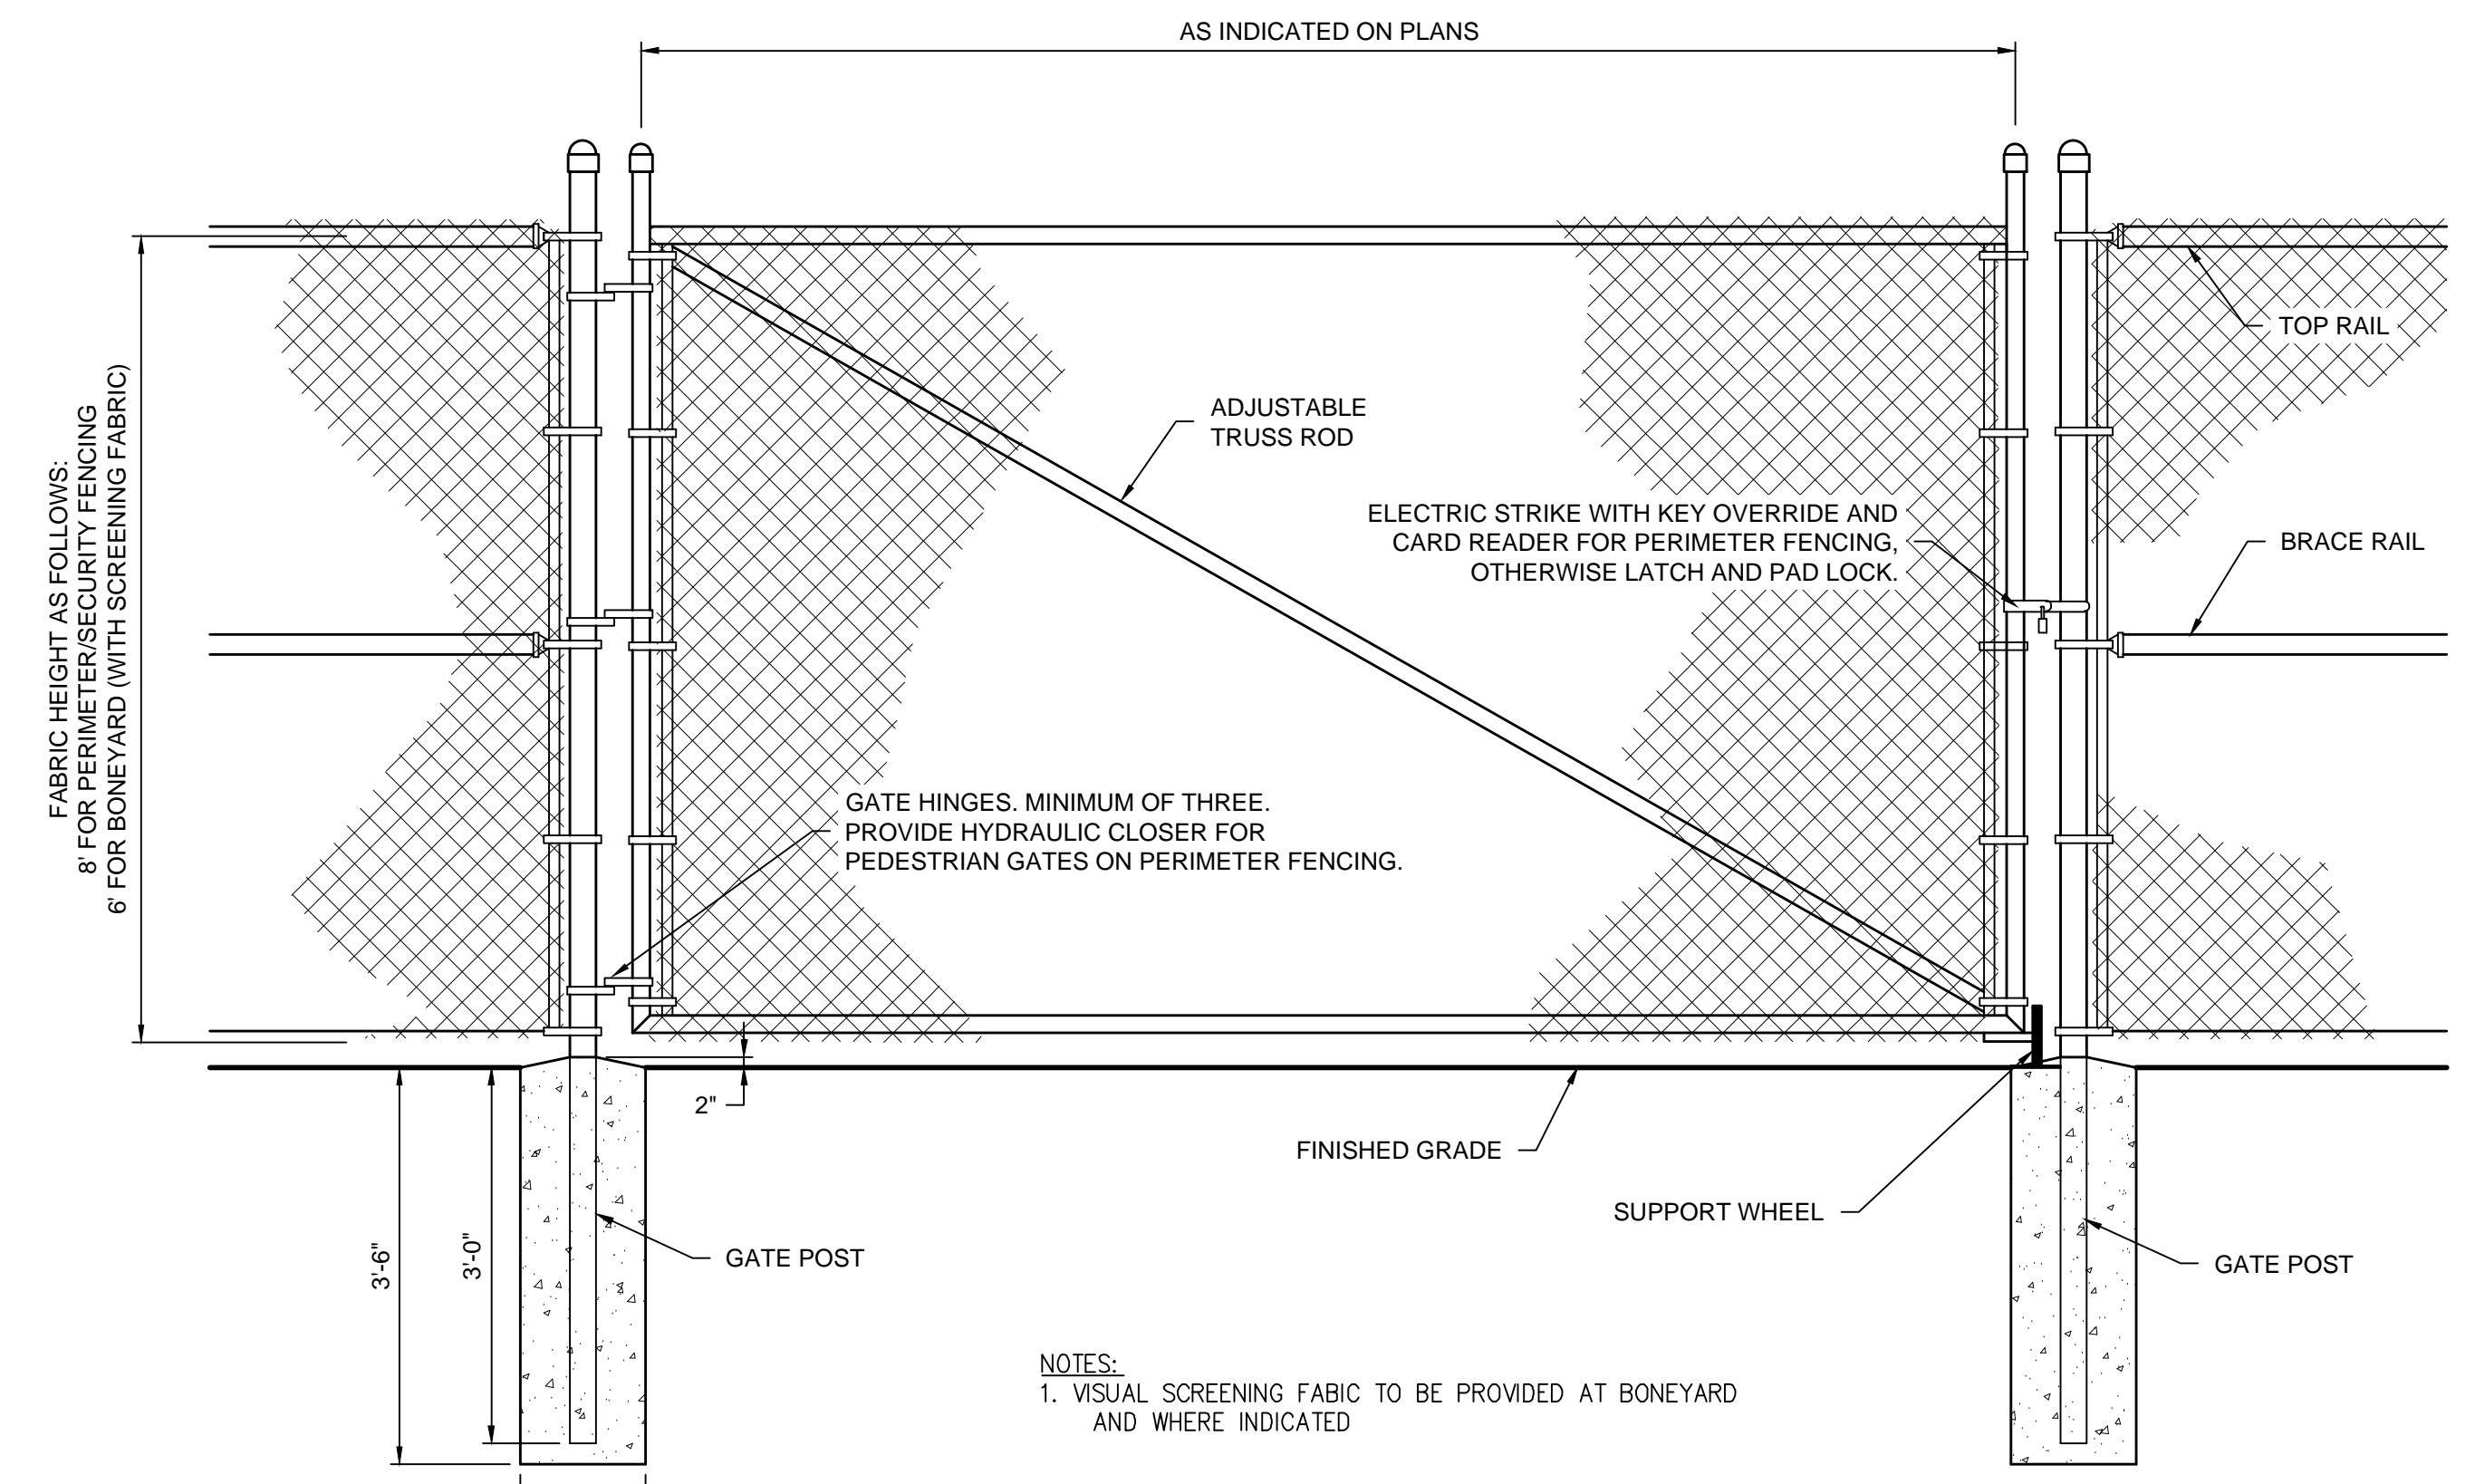 AS INDICATED ON PLANS
FABRIC HEIGHT AS FOLLOWS:
8' FOR PERIMETER/SECURITY FENCING
6' FOR BONEYARD (WITH SCREENING FABRIC)
TOP RAIL
ADJUSTABLE
TRUSS ROD
ELECTRIC STRIKE WITH KEY OVERRIDE AND
CARD READER FOR PERIMETER FENCING,
OTHERWISE LATCH AND PAD LOCK.
BRACE RAIL
GATE HINGES. MINIMUM OF THREE.
PROVIDE HYDRAULIC CLOSER FOR
PEDESTRIAN GATES ON PERIMETER FENCING.
2"
FINISHED GRADE
SUPPORT WHEEL
3'-6"
3'-0"
GATE POST
GATE POST
NOTES:
1. VISUAL SCREENING FABIC TO BE PROVIDED AT BONEYARD
AND WHERE INDICATED